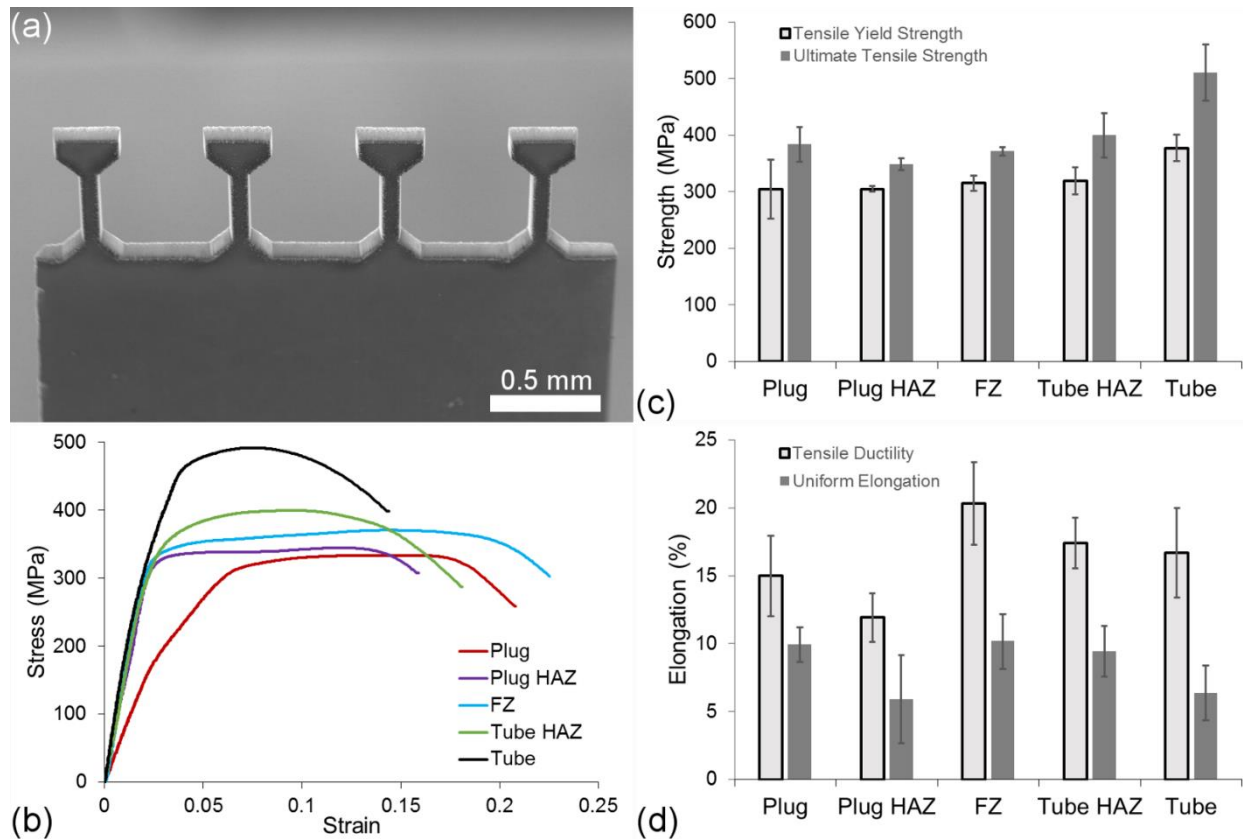 (a)
0.5 mm
(b)
Stress (MPa)
500
400
300
200
100
0
0
0.05
0.1
0.15
0.2
0.25
Strain
Plug
Plug HAZ
FZ
Tube HAZ
Tube
(c)
Strength (MPa)
600
500
400
300
200
100
0
Tensile Yield Strength
Ultimate Tensile Strength
Plug
Plug HAZ
FZ
Tube HAZ
Tube
(d)
Elongation (%)
25
20
15
10
5
0
Tensile Ductility
Uniform Elongation
Plug
Plug HAZ
FZ
Tube HAZ
Tube